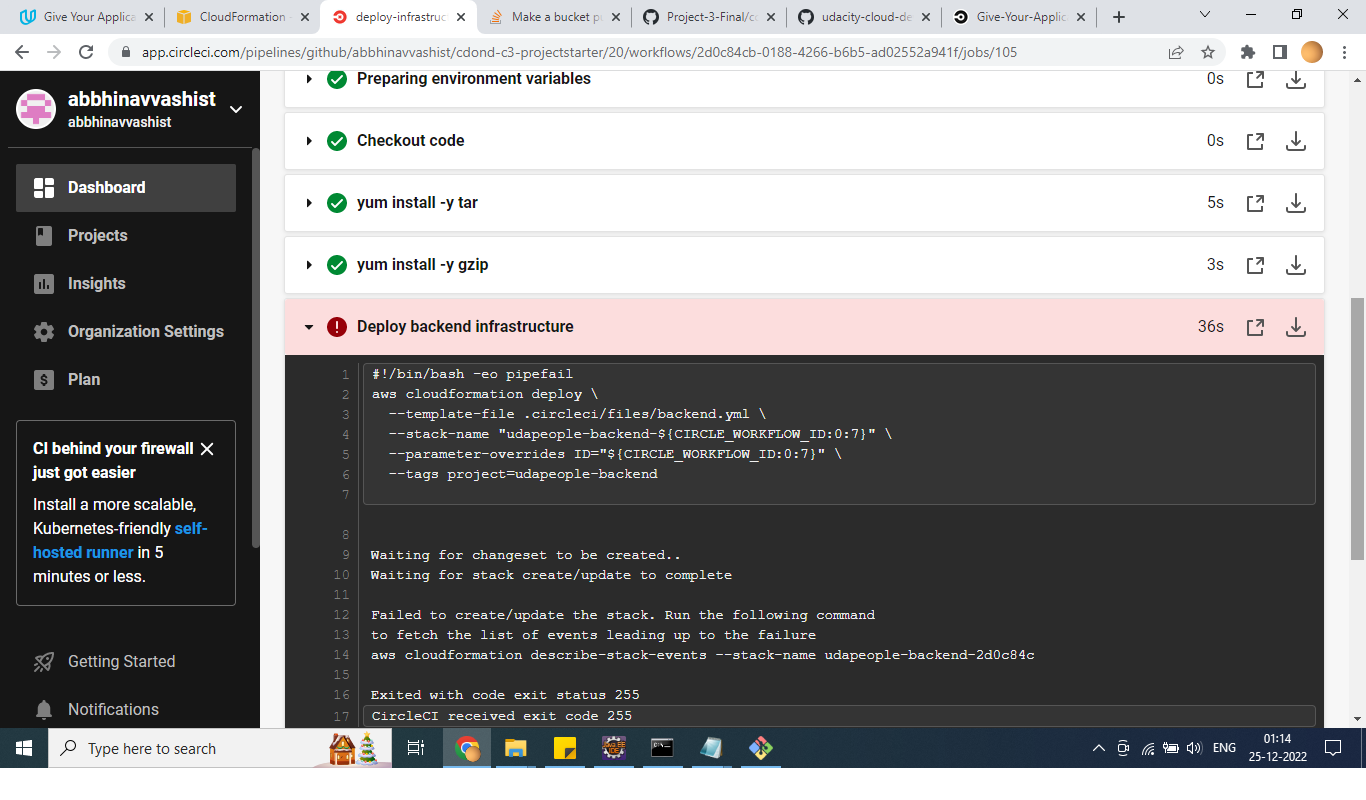 Give Your Applica
CloudFormation -
deploy-infrastruc
Make a bucket p
Project-3-Final/c
udacity-cloud-de
Give-Your-Applic
app.circleci.com/pipelines/github/abbhinavvashist/cdond-c3-projectstarter/20/workflows/2d0c84cb-0188-4266-b6b5-ad02552a941f/jobs/105
abbhinavvashist
abbhinavvashist
Dashboard
Projects
Insights
Organization Settings
Plan
CI behind your firewall
just got easier
Install a more scalable,
Kubernetes-friendly self-
hosted runner in 5
minutes or less.
Getting Started
Notifications
Preparing environment variables 0s
Checkout code 0s
yum install -y tar 5s
yum install -y gzip 3s
Deploy backend infrastructure 36s
1 #!/bin/bash -eo pipefail
2 aws cloudformation deploy \
3 --template-file .circleci/files/backend.yml \
4 --stack-name "udapeople-backend-${CIRCLE_WORKFLOW_ID:0:7}" \
5 --parameter-overrides ID="${CIRCLE_WORKFLOW_ID:0:7}" \
6 --tags project=udapeople-backend
7
8
9 Waiting for changeset to be created..
10 Waiting for stack create/update to complete
11
12 Failed to create/update the stack. Run the following command
13 to fetch the list of events leading up to the failure
14 aws cloudformation describe-stack-events --stack-name udapeople-backend-2d0c84c
15
16 Exited with code exit status 255
17 CircleCI received exit code 255
Type here to search
ENG
01:14
25-12-2022